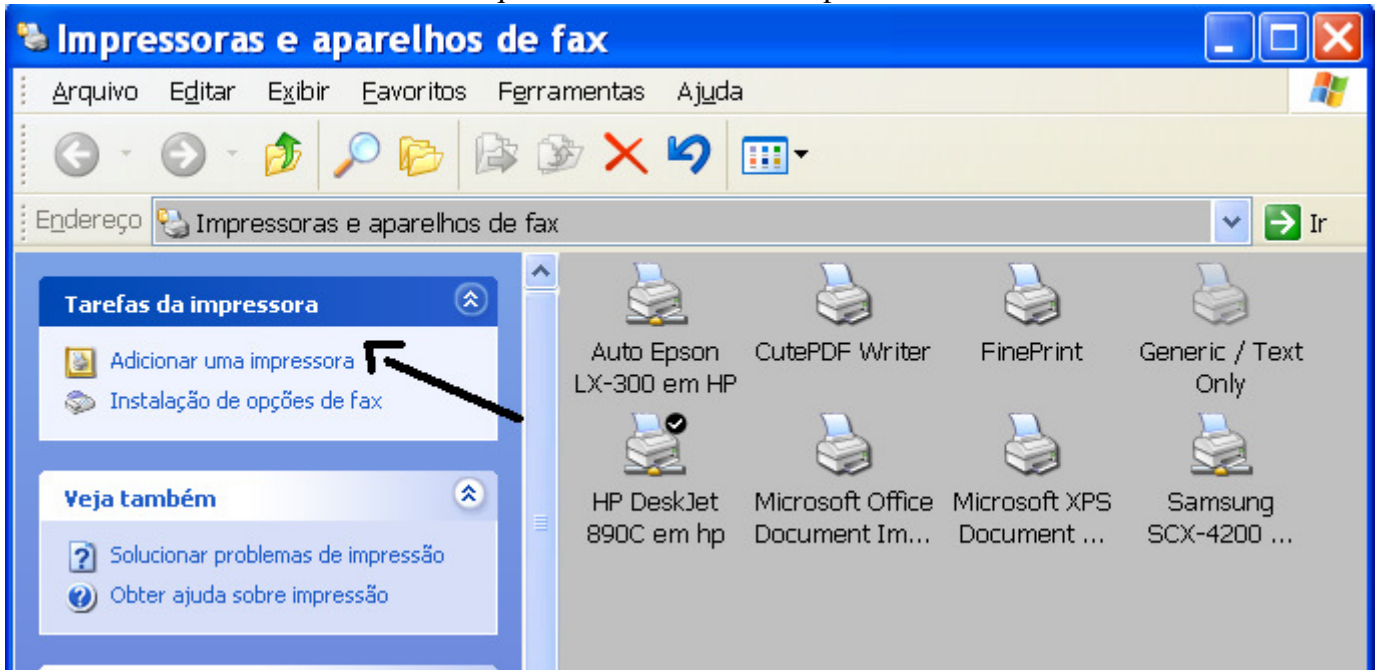 Impressoras e aparelhos de fax
Arquivo Editar Exibir Favoritos Ferramentas Ajuda
Endereço Impressoras e aparelhos de fax Ir
Tarefas da impressora
Adicionar uma impressora
Instalação de opções de fax
Veja também
Solucionar problemas de impressão
Obter ajuda sobre impressão
Auto Epson
LX-300 em HP
CutePDF Writer
FinePrint
Generic / Text
Only
HP DeskJet
890C em hp
Microsoft Office
Document Im...
Microsoft XPS
Document ...
Samsung
SCX-4200 ...